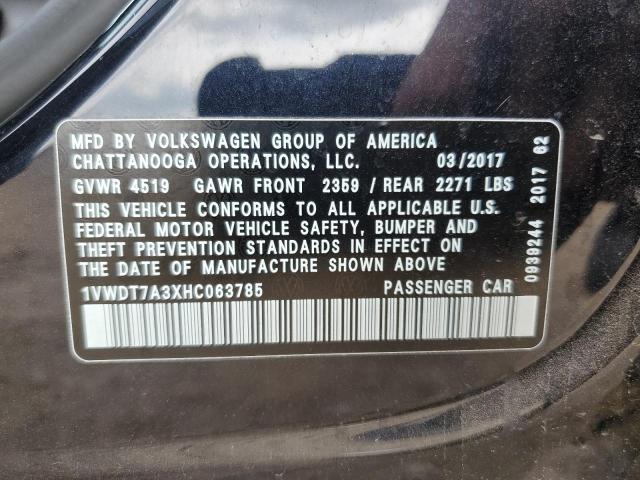 MFD BY VOLKSWAGEN GROUP OF AMERICA
CHATTANOOGA OPERATIONS, LLC. 03/2017
GVWR 4519 GAWR FRONT 2359 / REAR 2271 LBS
THIS VEHICLE CONFORMS TO ALL APPLICABLE U.S.
FEDERAL MOTOR VEHICLE SAFETY, BUMPER AND
THEFT PREVENTION STANDARDS IN EFFECT ON
THE DATE OF MANUFACTURE SHOWN ABOVE.
1VWDT7A3XHC063785 PASSENGER CAR
0939244 2017 62